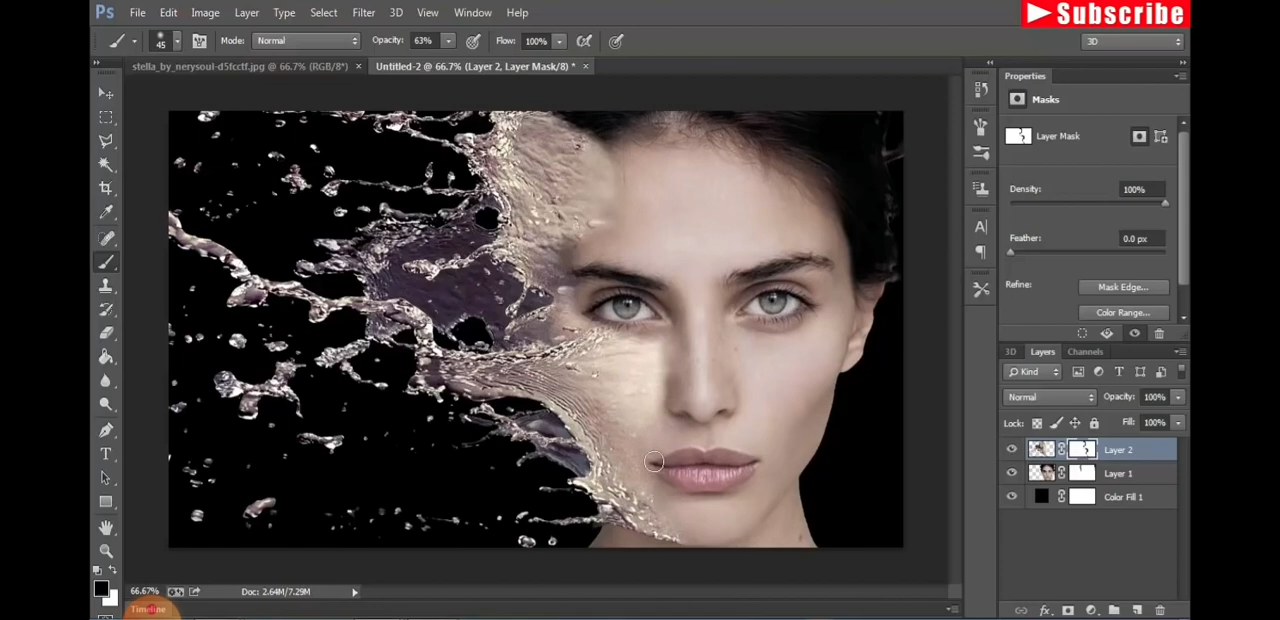 Subscribe
Ps File Edit Image Layer Type Select Filter 3D View Window Help
45 Mode: Normal Opacity: 63% Flow: 100% 3D
stella_by_nerysoul-d5fcctf.jpg @ 66.7% (RGB/8*) × Untitled-2 @ 66.7% (Layer 2, Layer Mask/8) * ×
Properties
Masks
Layer Mask
Density: 100%
Feather: 0.0 px
Refine: Mask Edge...
Color Range...
3D Layers Channels
Kind
Normal Opacity: 100%
Lock: Fill: 100%
Layer 2
Layer 1
Color Fill 1
66.67% Doc: 2.64M/7.29M
Timeline